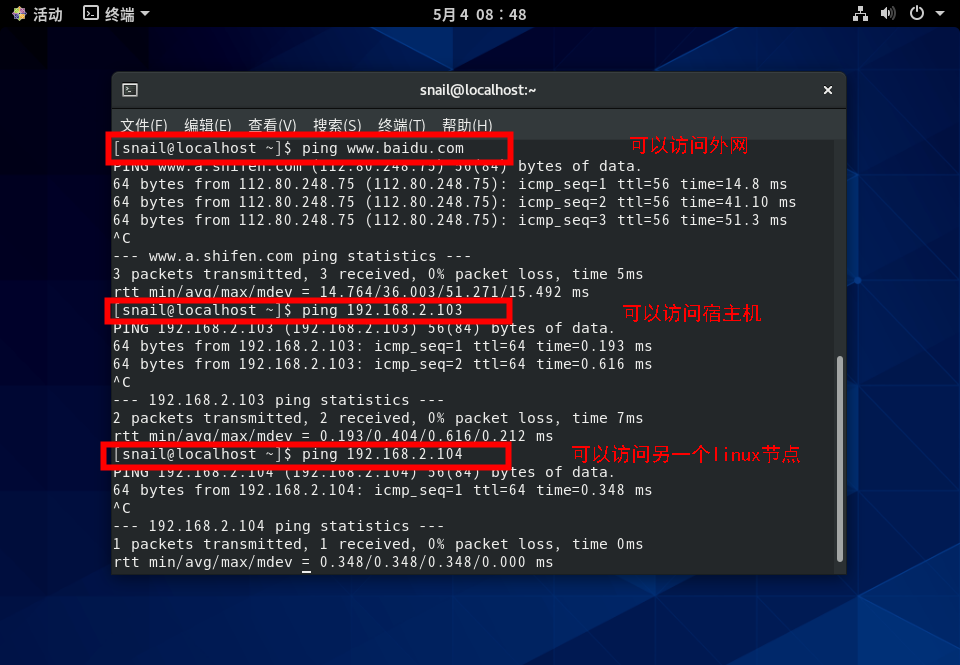 活动 终端 5月4 08：48
snail@localhost:~
文件(F) 编辑(E) 查看(V) 搜索(S) 终端(T) 帮助(H)
[snail@localhost ~]$ ping www.baidu.com 可以访问外网
PING www.a.shifen.com (112.80.248.75) 56(84) bytes of data.
64 bytes from 112.80.248.75 (112.80.248.75): icmp_seq=1 ttl=56 time=14.8 ms
64 bytes from 112.80.248.75 (112.80.248.75): icmp_seq=2 ttl=56 time=41.10 ms
64 bytes from 112.80.248.75 (112.80.248.75): icmp_seq=3 ttl=56 time=51.3 ms
^C
--- www.a.shifen.com ping statistics ---
3 packets transmitted, 3 received, 0% packet loss, time 5ms
rtt min/avg/max/mdev = 14.764/36.003/51.271/15.492 ms
[snail@localhost ~]$ ping 192.168.2.103 可以访问宿主机
PING 192.168.2.103 (192.168.2.103) 56(84) bytes of data.
64 bytes from 192.168.2.103: icmp_seq=1 ttl=64 time=0.193 ms
64 bytes from 192.168.2.103: icmp_seq=2 ttl=64 time=0.616 ms
^C
--- 192.168.2.103 ping statistics ---
2 packets transmitted, 2 received, 0% packet loss, time 7ms
rtt min/avg/max/mdev = 0.193/0.404/0.616/0.212 ms
[snail@localhost ~]$ ping 192.168.2.104 可以访问另一个linux节点
PING 192.168.2.104 (192.168.2.104) 56(84) bytes of data.
64 bytes from 192.168.2.104: icmp_seq=1 ttl=64 time=0.348 ms
^C
--- 192.168.2.104 ping statistics ---
1 packets transmitted, 1 received, 0% packet loss, time 0ms
rtt min/avg/max/mdev = 0.348/0.348/0.348/0.000 ms